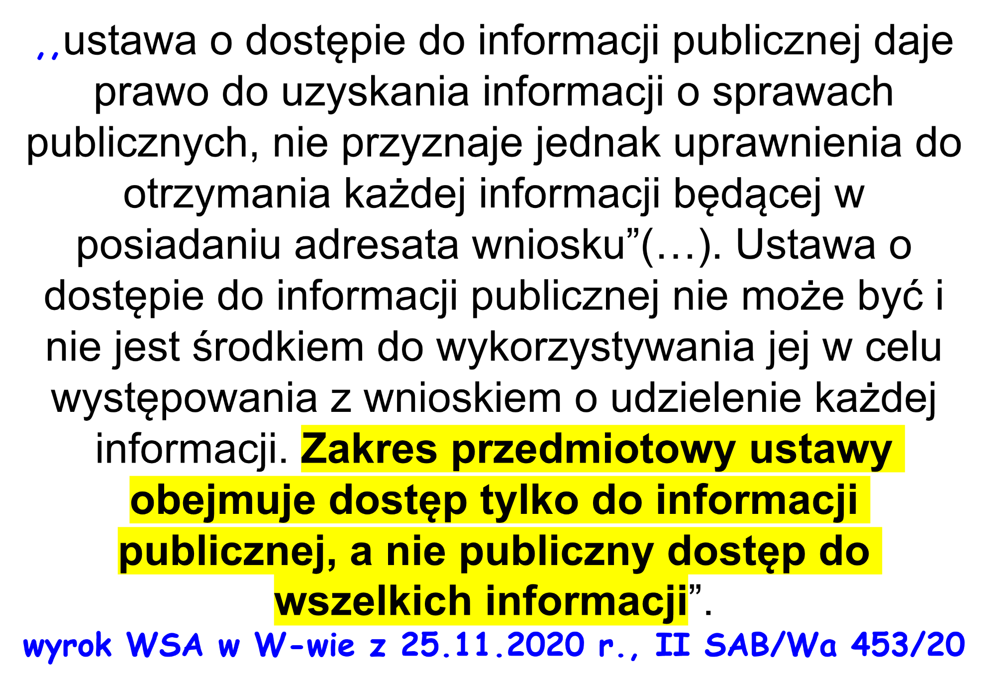 ,,ustawa o dostępie do informacji publicznej daje
prawo do uzyskania informacji o sprawach
publicznych, nie przyznaje jednak uprawnienia do
otrzymania każdej informacji będącej w
posiadaniu adresata wniosku”(…). Ustawa o
dostępie do informacji publicznej nie może być i
nie jest środkiem do wykorzystywania jej w celu
występowania z wnioskiem o udzielenie każdej
informacji. Zakres przedmiotowy ustawy
obejmuje dostęp tylko do informacji
publicznej, a nie publiczny dostęp do
wszelkich informacji”.
wyrok WSA w W-wie z 25.11.2020 r., II SAB/Wa 453/20